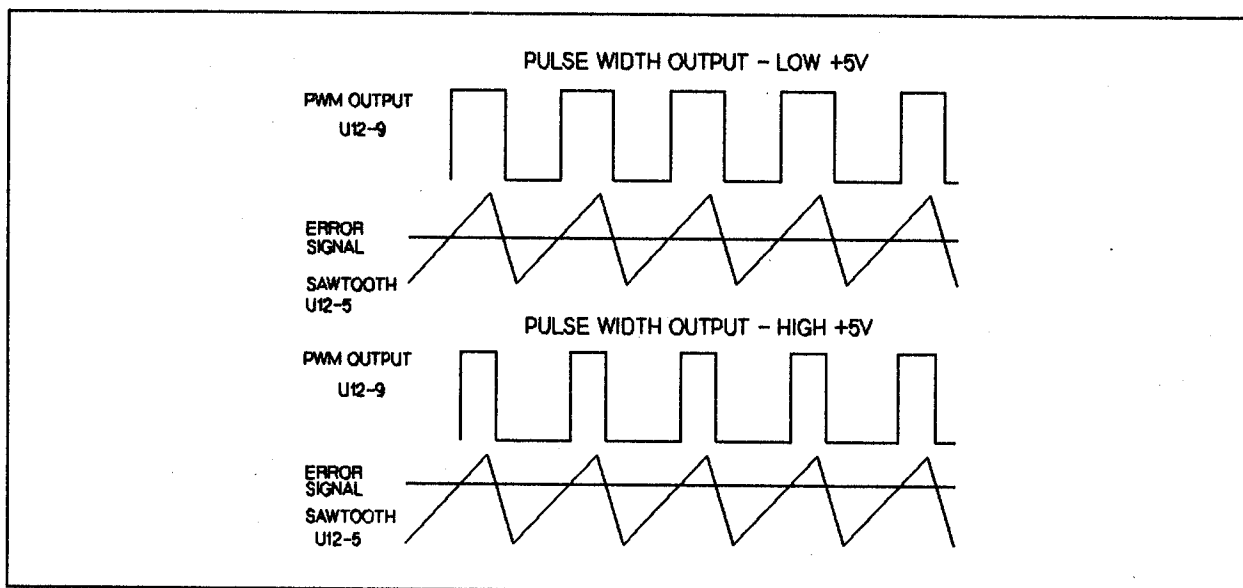 PULSE WIDTH OUTPUT - LOW +5V
PWM OUTPUT
U12-9
ERROR
SIGNAL
SAWTOOTH
U12-5
PULSE WIDTH OUTPUT - HIGH +5V
PWM OUTPUT
U12-9
ERROR
SIGNAL
SAWTOOTH
U12-5